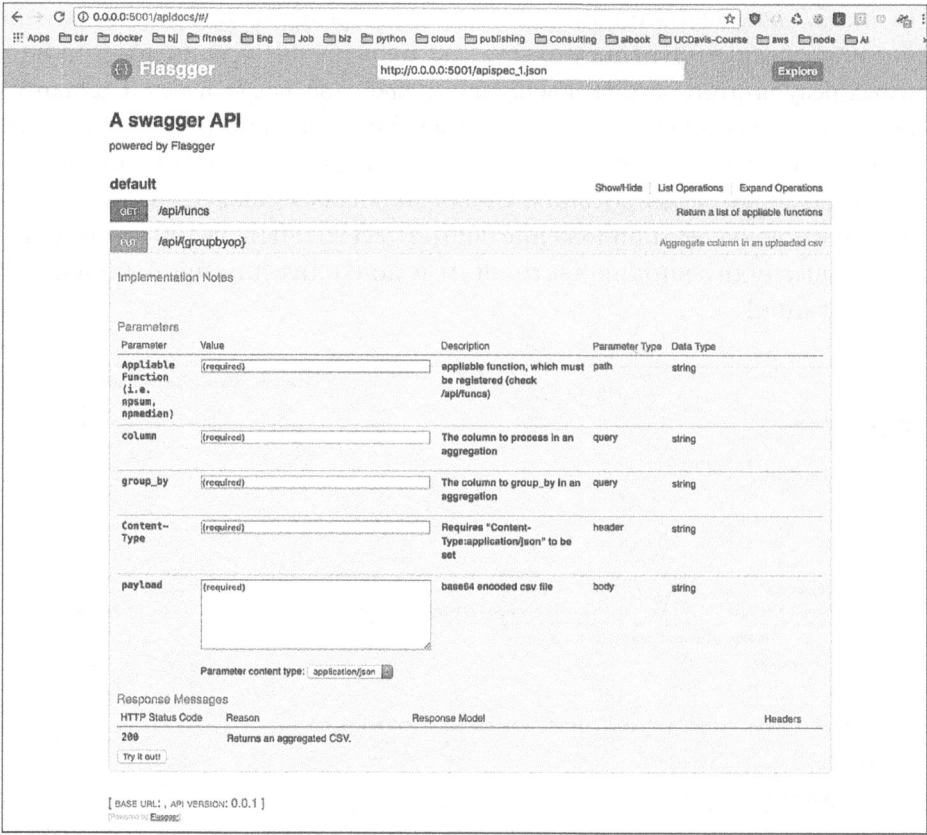 0.0.0.0:5001/apidocs/#/
Apps car docker bjj fitness Eng Job biz python cloud publishing Consulting aibook UCDavis-Course aws node AI
Flasgger http://0.0.0.0:5001/apispec_1.json Explore
A swagger API
powered by Flasgger
default Show/Hide List Operations Expand Operations
GET /api/funcs Return a list of appliable functions
PUT /api/{groupbyop} Aggregate column in an uploaded csv
Implementation Notes
Parameters
Parameter Value Description Parameter Type Data Type
Appliable (required) appliable function, which must path string
Function be registered (check
(i.e. /api/funcs)
npsum,
npmedian)
column (required) The column to process in an query string
aggregation
group_by (required) The column to group_by in an query string
aggregation
Content- (required) Requires "Content- header string
Type Type:application/json" to be
set
payload (required) base64 encoded csv file body string
Parameter content type: application/json
Response Messages
HTTP Status Code Reason Response Model Headers
200 Returns an aggregated CSV.
Try it out!
[ BASE URL: , API VERSION: 0.0.1 ]
[Powered by Flasgger]